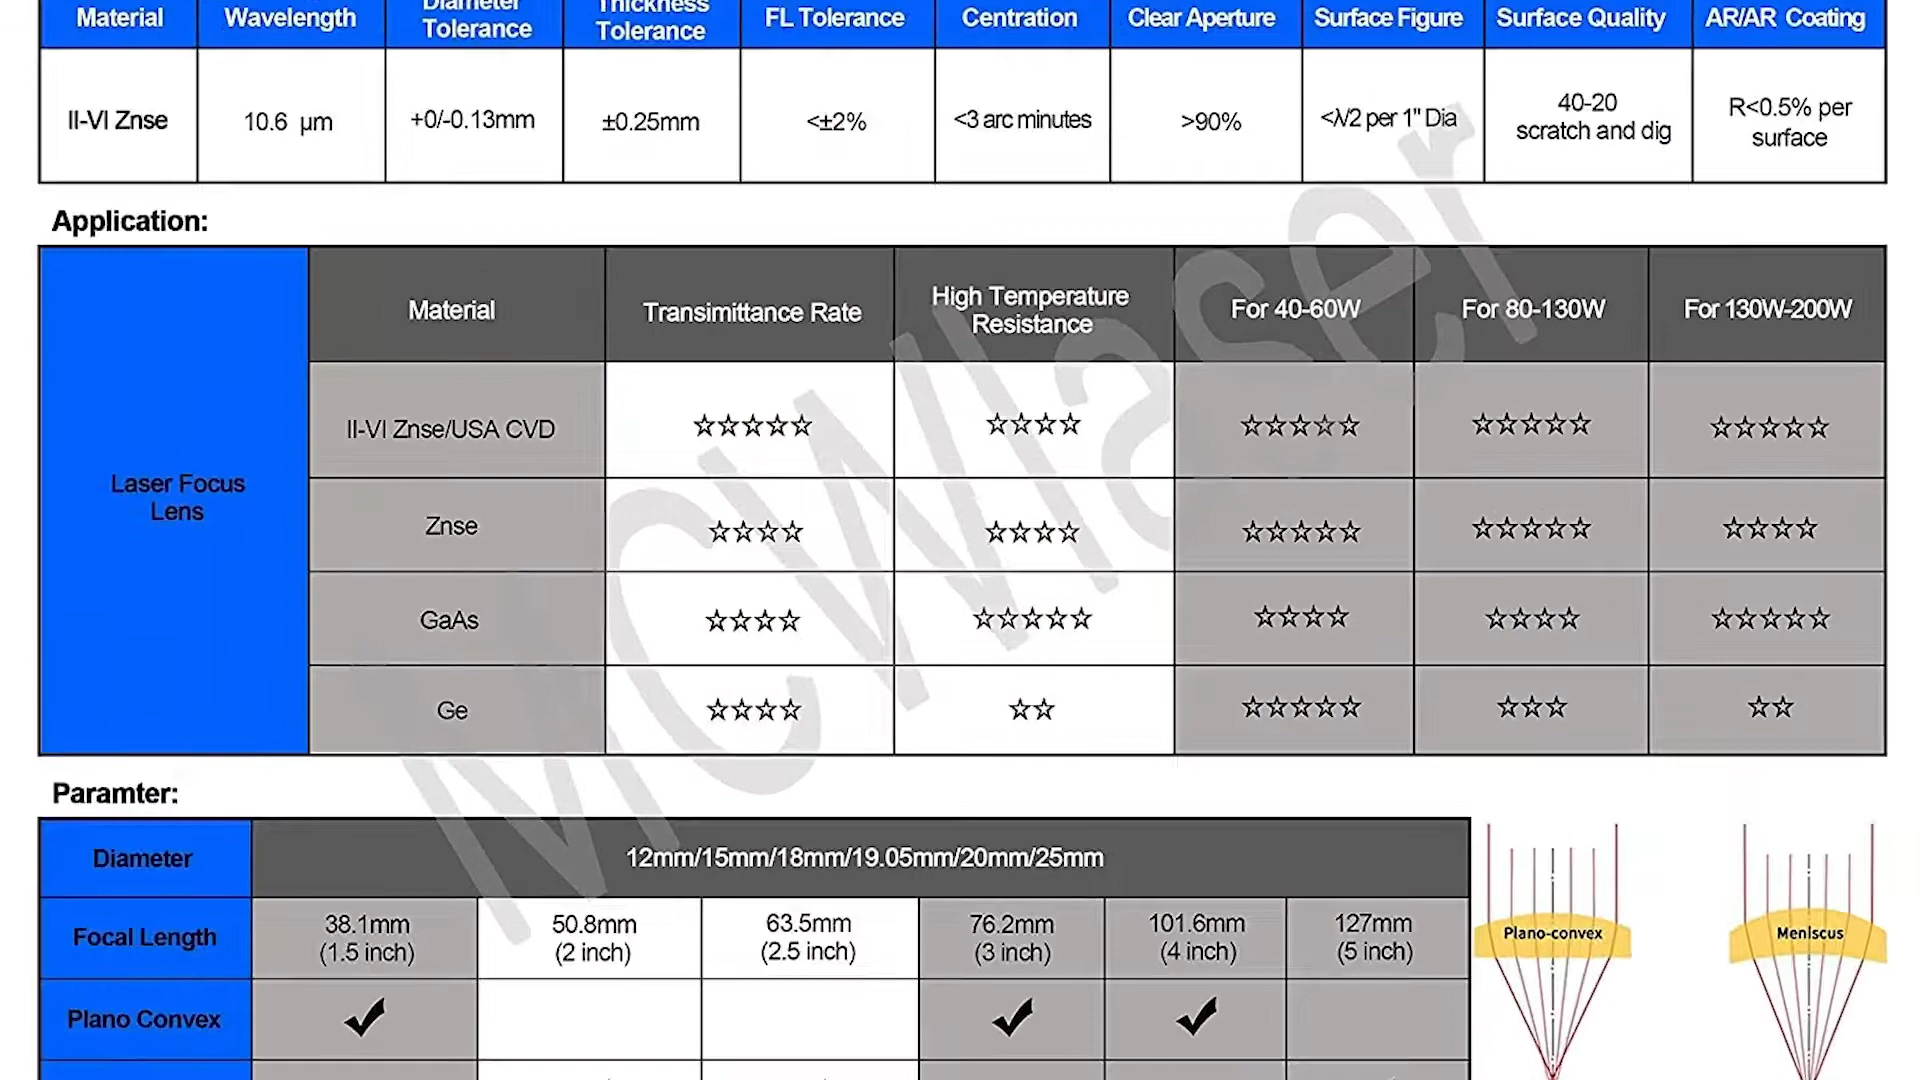 Material
Wavelength
Diameter
Tolerance
Thickness
Tolerance
FL Tolerance
Centration
Clear Aperture
Surface Figure
Surface Quality
AR/AR Coating
II-VI Znse
10.6 μm
+0/-0.13mm
±0.25mm
<±2%
<3 arc minutes
>90%
<λ/2 per 1" Dia
40-20
scratch and dig
R<0.5% per
surface
Application:
Laser Focus
Lens
Material
Transimittance Rate
High Temperature
Resistance
For 40-60W
For 80-130W
For 130W-200W
II-VI Znse/USA CVD
☆☆☆☆☆
☆☆☆☆
☆☆☆☆☆
☆☆☆☆☆
☆☆☆☆☆
Znse
☆☆☆☆
☆☆☆☆
☆☆☆☆☆
☆☆☆☆☆
☆☆☆☆
GaAs
☆☆☆☆
☆☆☆☆☆
☆☆☆☆
☆☆☆☆
☆☆☆☆☆
Ge
☆☆☆☆
☆☆
☆☆☆☆☆
☆☆☆
☆☆
MCWlaser
Paramter:
Diameter
12mm/15mm/18mm/19.05mm/20mm/25mm
Focal Length
38.1mm
(1.5 inch)
50.8mm
(2 inch)
63.5mm
(2.5 inch)
76.2mm
(3 inch)
101.6mm
(4 inch)
127mm
(5 inch)
Plano Convex
✓
✓
✓
Plano-convex
Meniscus